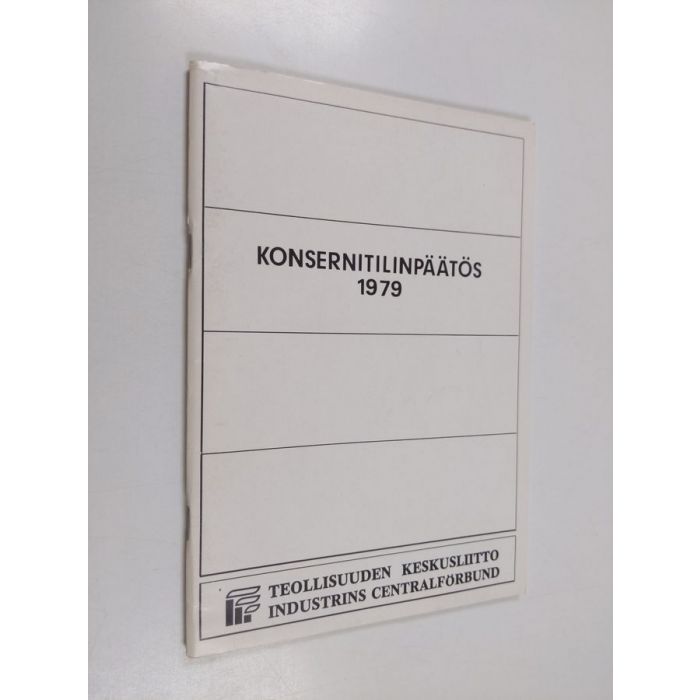 KONSERNITILINPÄÄTÖS
1979
TEOLLISUUDEN KESKUSLIITTO
INDUSTRINS CENTRALFÖRBUND